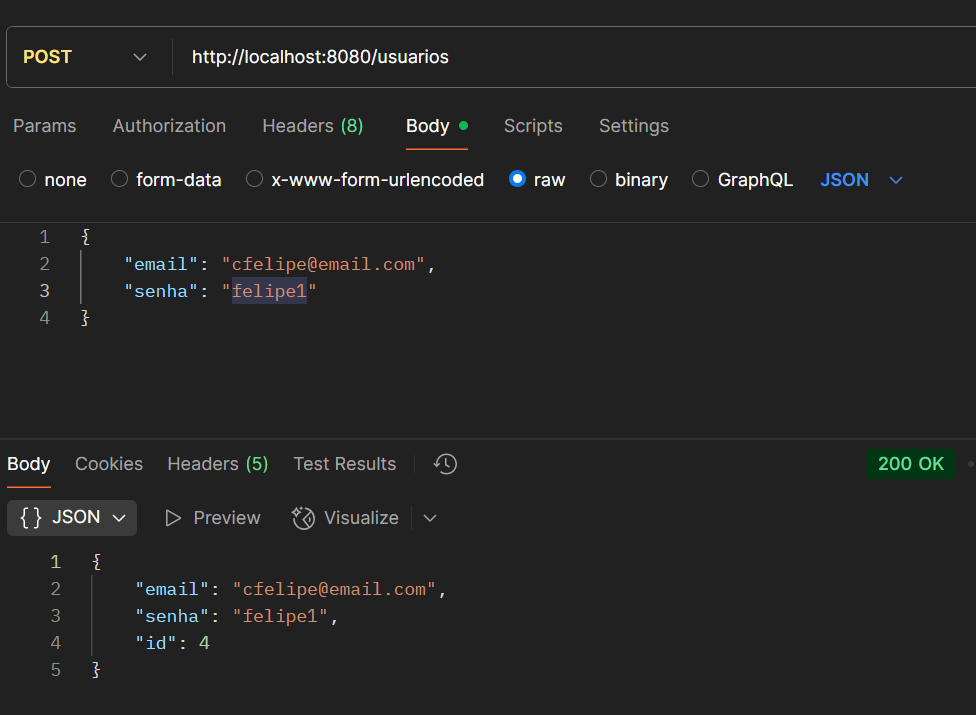 POST http://localhost:8080/usuarios
Params Authorization Headers (8) Body Scripts Settings
none form-data x-www-form-urlencoded raw binary GraphQL JSON
1 {
2 "email": "cfelipe@email.com",
3 "senha": "felipe1"
4 }
Body Cookies Headers (5) Test Results 200 OK
{} JSON Preview Visualize
1 {
2 "email": "cfelipe@email.com",
3 "senha": "felipe1",
4 "id": 4
5 }